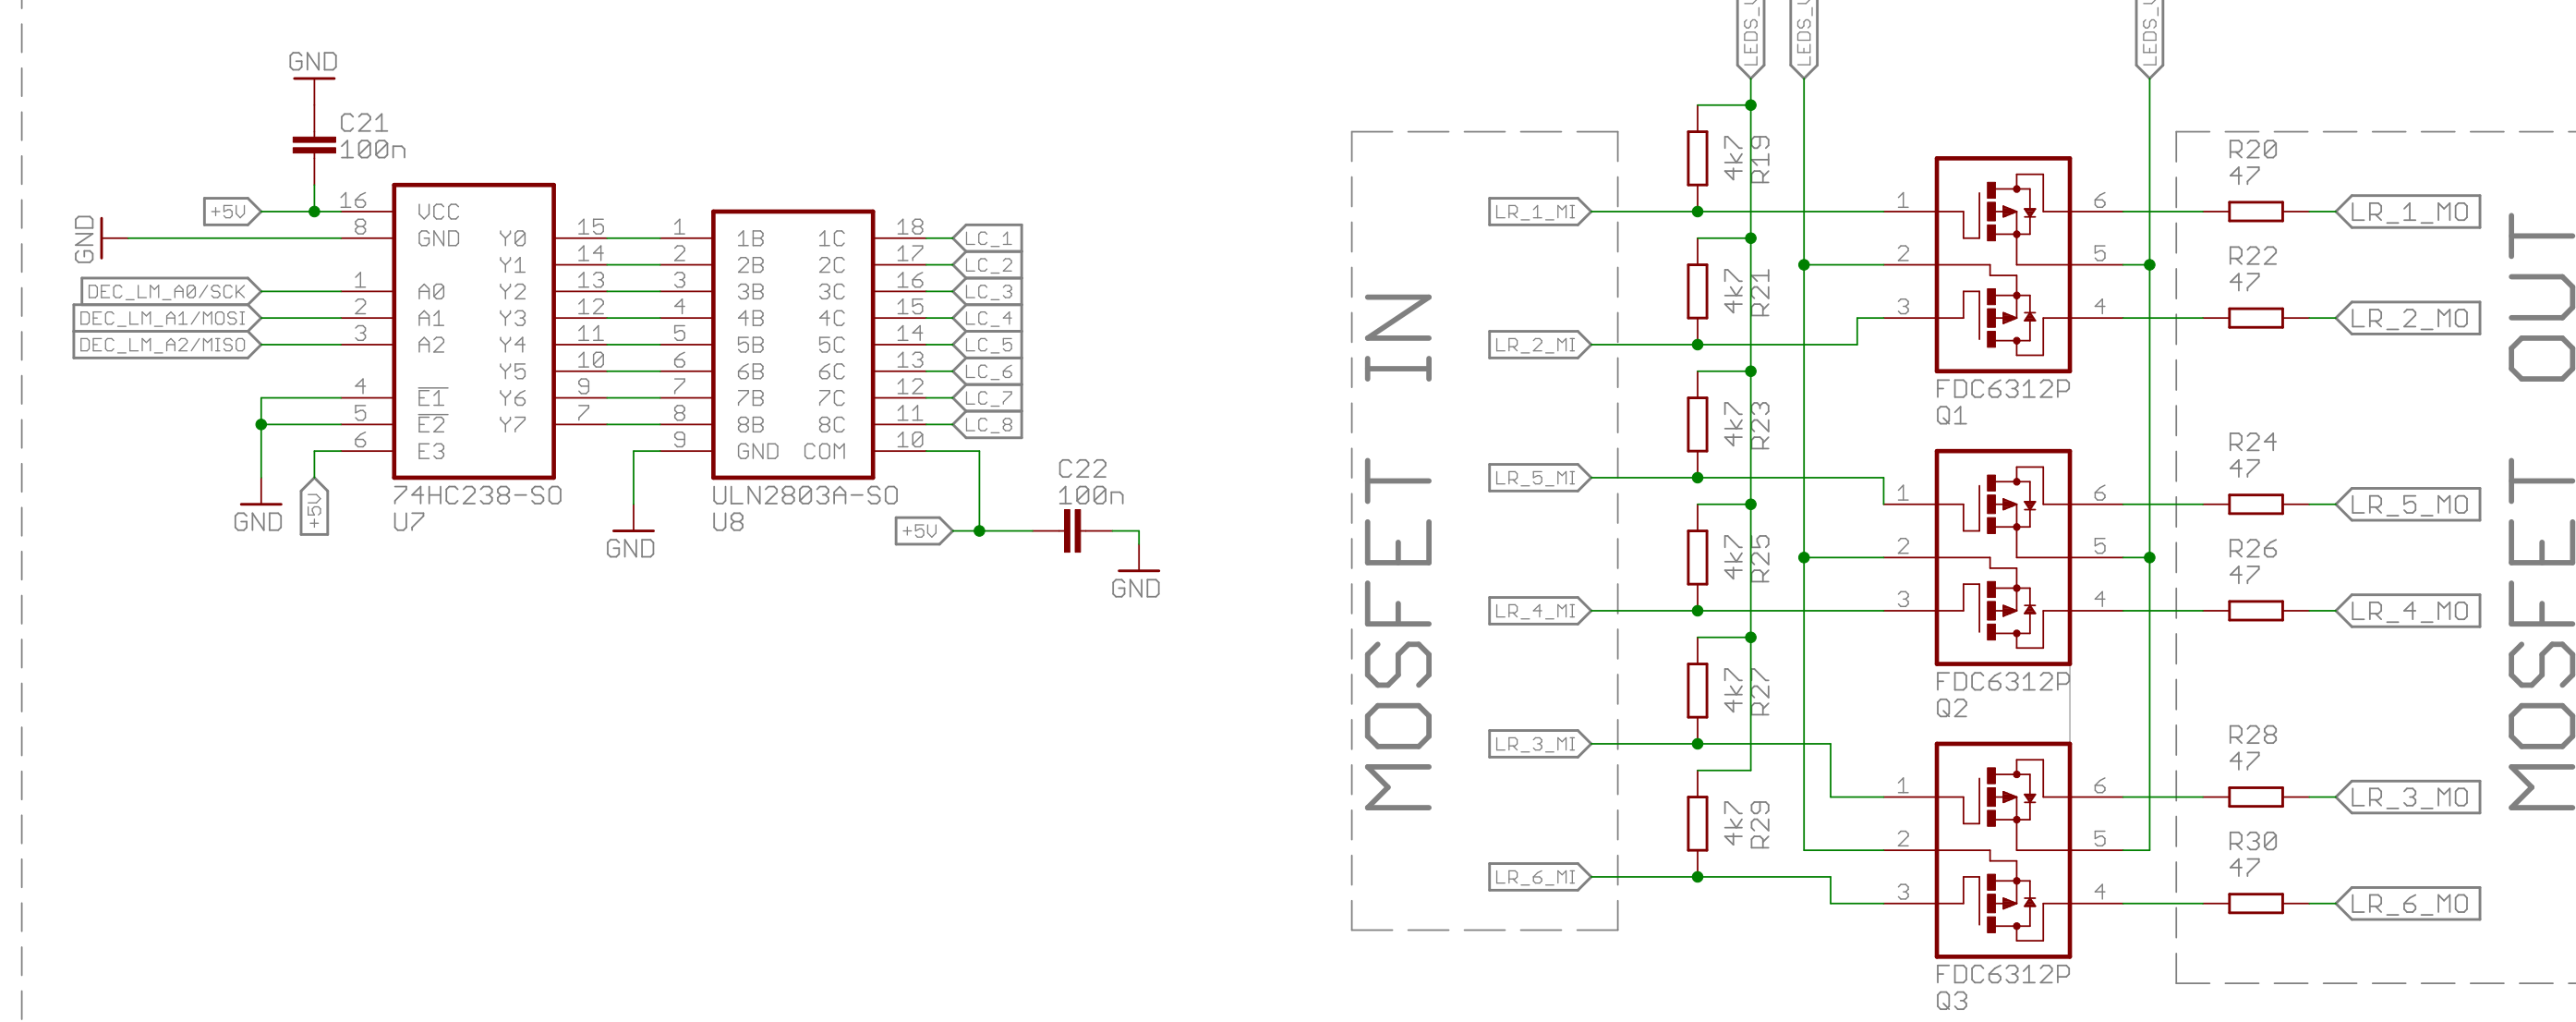 GND
C21
100n
+5V
16
8
GND
VCC
GND
DEC_LM_A0/SCK
DEC_LM_A1/MOSI
DEC_LM_A2/MISO
1
2
3
A0
A1
A2
4
5
6
E1
E2
E3
GND
+5V
Y0
Y1
Y2
Y3
Y4
Y5
Y6
Y7
15
14
13
12
11
10
9
7
74HC238-SO
U7
1
2
3
4
5
6
7
8
9
1B
2B
3B
4B
5B
6B
7B
8B
GND
1C
2C
3C
4C
5C
6C
7C
8C
COM
18
17
16
15
14
13
12
11
10
LC_1
LC_2
LC_3
LC_4
LC_5
LC_6
LC_7
LC_8
ULN2803A-SO
U8
GND
+5V
C22
100n
GND
MOSFET IN
LR_1_MI
LR_2_MI
LR_5_MI
LR_4_MI
LR_3_MI
LR_6_MI
4k7
R19
4k7
R21
4k7
R23
4k7
R25
4k7
R27
4k7
R29
1
2
3
6
5
4
FDC6312P
Q1
1
2
3
6
5
4
FDC6312P
Q2
1
2
3
6
5
4
FDC6312P
Q3
R20
47
LR_1_MO
R22
47
LR_2_MO
R24
47
LR_5_MO
R26
47
LR_4_MO
R28
47
LR_3_MO
R30
47
LR_6_MO
MOSFET OUT